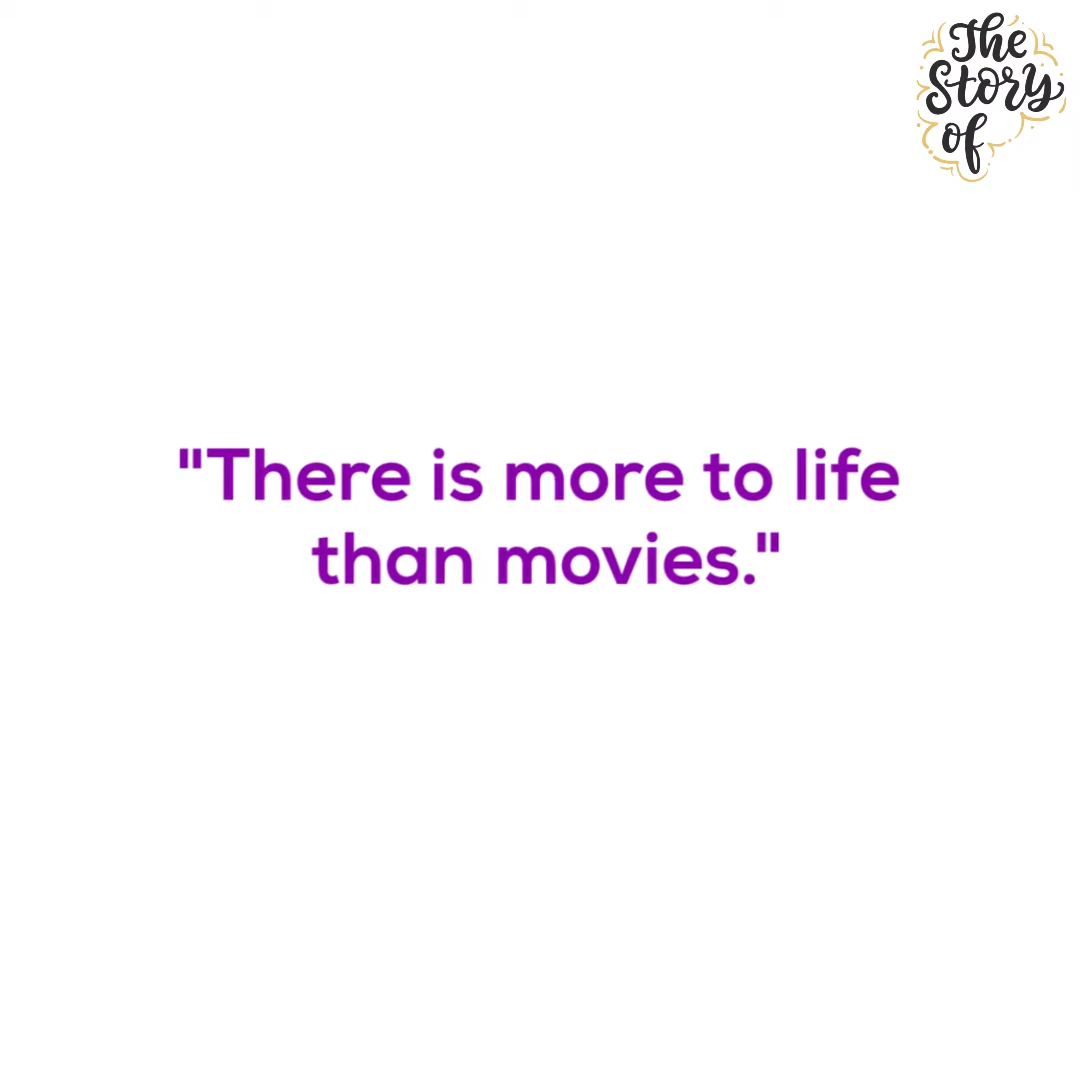 The
Story
of
"There is more to life
than movies."